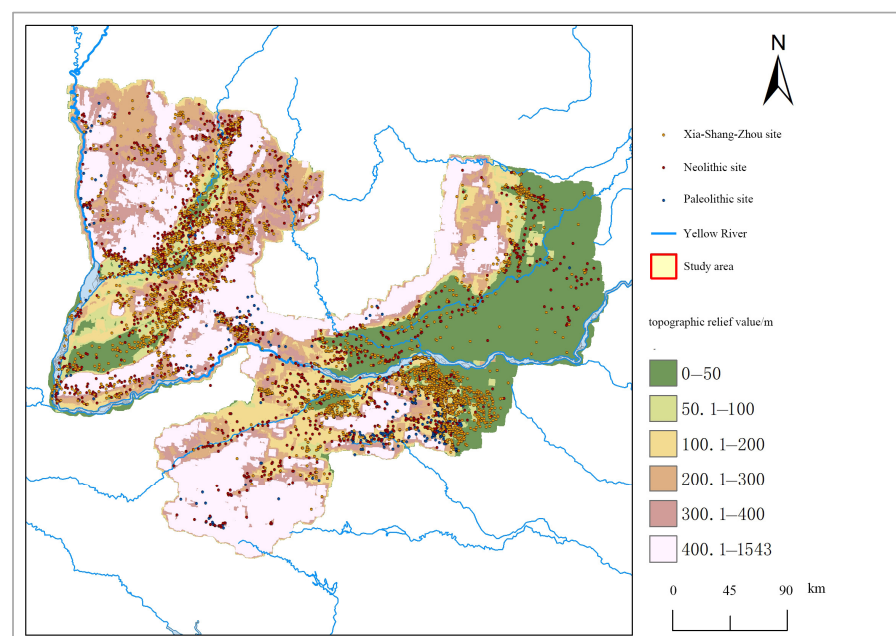 N
Xia-Shang-Zhou site
Neolithic site
Paleolithic site
Yellow River
Study area
topographic relief value/m
0—50
50. 1—100
100. 1—200
200. 1—300
300. 1—400
400. 1—1543
0 45 90 km